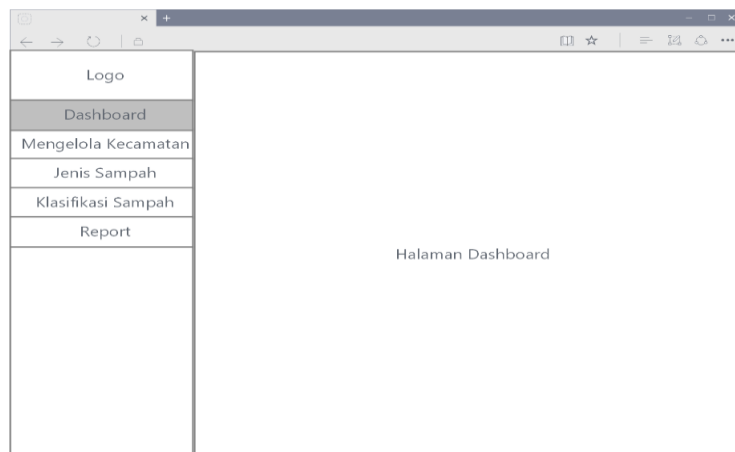 Logo
Dashboard
Mengelola Kecamatan
Jenis Sampah
Klasifikasi Sampah
Report
Halaman Dashboard